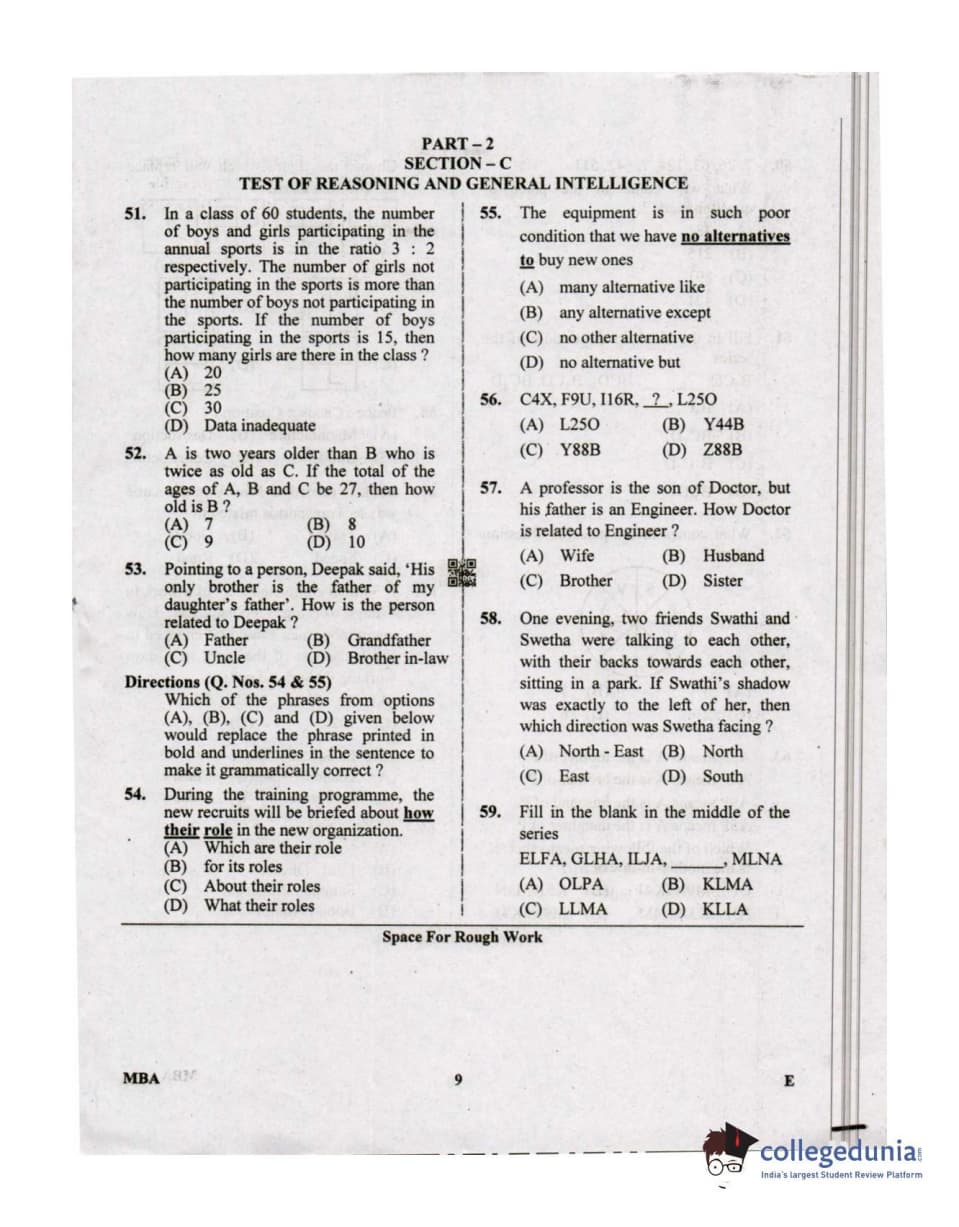 PART – 2
SECTION – C
TEST OF REASONING AND GENERAL INTELLIGENCE
51. In a class of 60 students, the number
of boys and girls participating in the
annual sports is in the ratio 3 : 2
respectively. The number of girls not
participating in the sports is more than
the number of boys not participating in
the sports. If the number of boys
participating in the sports is 15, then
how many girls are there in the class ?
(A) 20
(B) 25
(C) 30
(D) Data inadequate
52. A is two years older than B who is
twice as old as C. If the total of the
ages of A, B and C be 27, then how
old is B ?
(A) 7 (B) 8
(C) 9 (D) 10
53. Pointing to a person, Deepak said, ‘His
only brother is the father of my
daughter’s father’. How is the person
related to Deepak ?
(A) Father (B) Grandfather
(C) Uncle (D) Brother in-law
Directions (Q. Nos. 54 & 55)
Which of the phrases from options
(A), (B), (C) and (D) given below
would replace the phrase printed in
bold and underlines in the sentence to
make it grammatically correct ?
54. During the training programme, the
new recruits will be briefed about how
their role in the new organization.
(A) Which are their role
(B) for its roles
(C) About their roles
(D) What their roles
55. The equipment is in such poor
condition that we have no alternatives
to buy new ones
(A) many alternative like
(B) any alternative except
(C) no other alternative
(D) no alternative but
56. C4X, F9U, I16R, ? , L25O
(A) L25O (B) Y44B
(C) Y88B (D) Z88B
57. A professor is the son of Doctor, but
his father is an Engineer. How Doctor
is related to Engineer ?
(A) Wife (B) Husband
(C) Brother (D) Sister
58. One evening, two friends Swathi and
Swetha were talking to each other,
with their backs towards each other,
sitting in a park. If Swathi’s shadow
was exactly to the left of her, then
which direction was Swetha facing ?
(A) North - East (B) North
(C) East (D) South
59. Fill in the blank in the middle of the
series
ELFA, GLHA, ILJA, ______, MLNA
(A) OLPA (B) KLMA
(C) LLMA (D) KLLA
Space For Rough Work
MBA 9 E
collegedunia.com
India's largest Student Review Platform